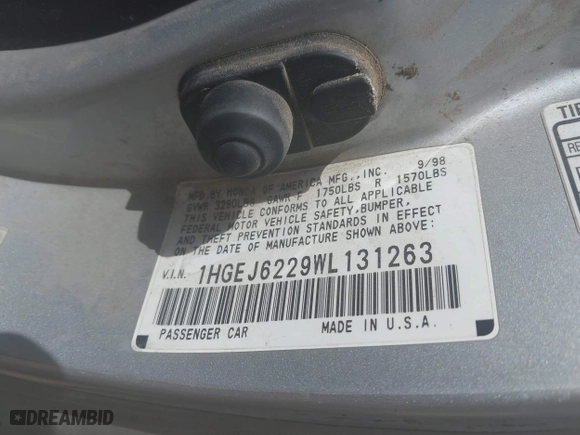 MFD. BY HONDA OF AMERICA MFG., INC. 9/98
GVWR 3290LBS GAWR F 1750LBS R 1570LBS
THIS VEHICLE CONFORMS TO ALL APPLICABLE
FEDERAL MOTOR VEHICLE SAFETY,BUMPER,
AND THEFT PREVENTION STANDARDS IN EFFECT
ON THE DATE OF MANUFACTURE SHOWN ABOVE:
V.I.N. 1HGEJ6229WL131263
PASSENGER CAR MADE IN U.S.A.
TI
RE
DREAMBID